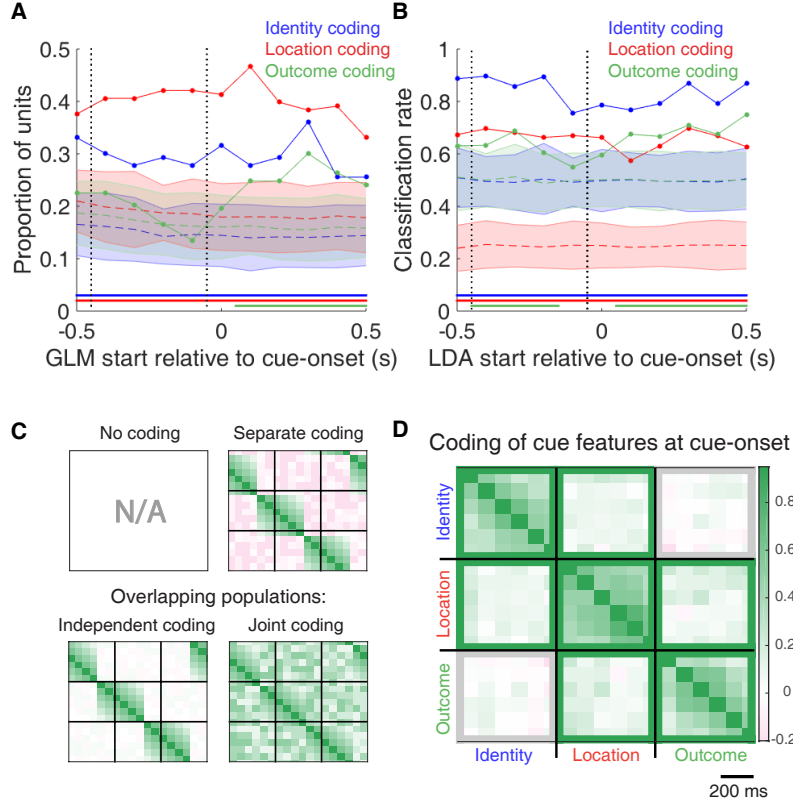 A
Identity coding
Location coding
Outcome coding
0.5
0.4
0.3
0.2
0.1
0
-0.5
0
0.5
Proportion of units
GLM start relative to cue-onset (s)
B
Identity coding
Location coding
Outcome coding
1
0.8
0.6
0.4
0.2
0
-0.5
0
0.5
Classification rate
LDA start relative to cue-onset (s)
C
No coding
Separate coding
N/A
Overlapping populations:
Independent coding
Joint coding
D
Coding of cue features at cue-onset
Identity
Location
Outcome
Identity
Location
Outcome
0.8
0.6
0.4
0.2
0
-0.2
200 ms